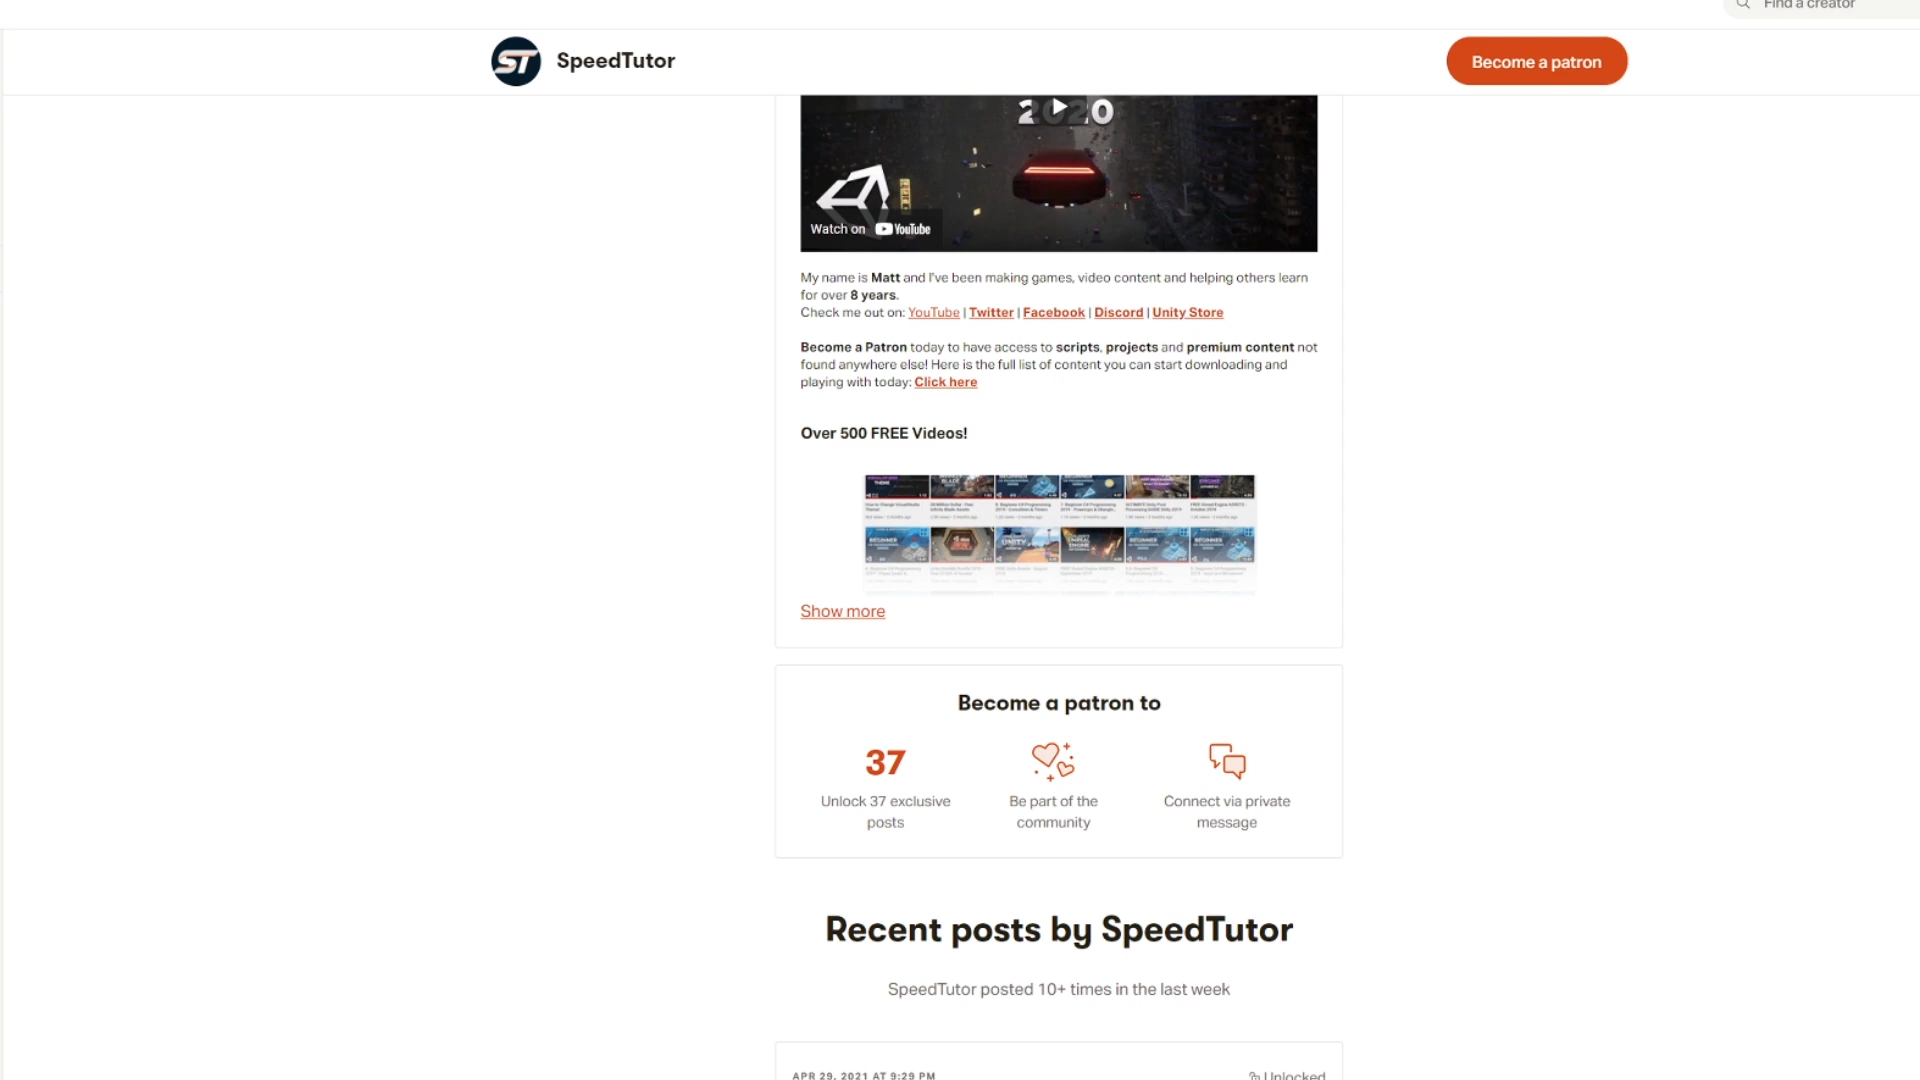 Find a creator
ST
SpeedTutor
Become a patron
2020
Watch on YouTube
My name is Matt and I've been making games, video content and helping others learn
for over 8 years.
Check me out on: YouTube | Twitter | Facebook | Discord | Unity Store
Become a Patron today to have access to scripts, projects and premium content not
found anywhere else! Here is the full list of content you can start downloading and
playing with today: Click here
Over 500 FREE Videos!
Show more
Become a patron to
37
Unlock 37 exclusive
posts
Be part of the
community
Connect via private
message
Recent posts by SpeedTutor
SpeedTutor posted 10+ times in the last week
APR 29, 2021 AT 9:29 PM
Unlocked